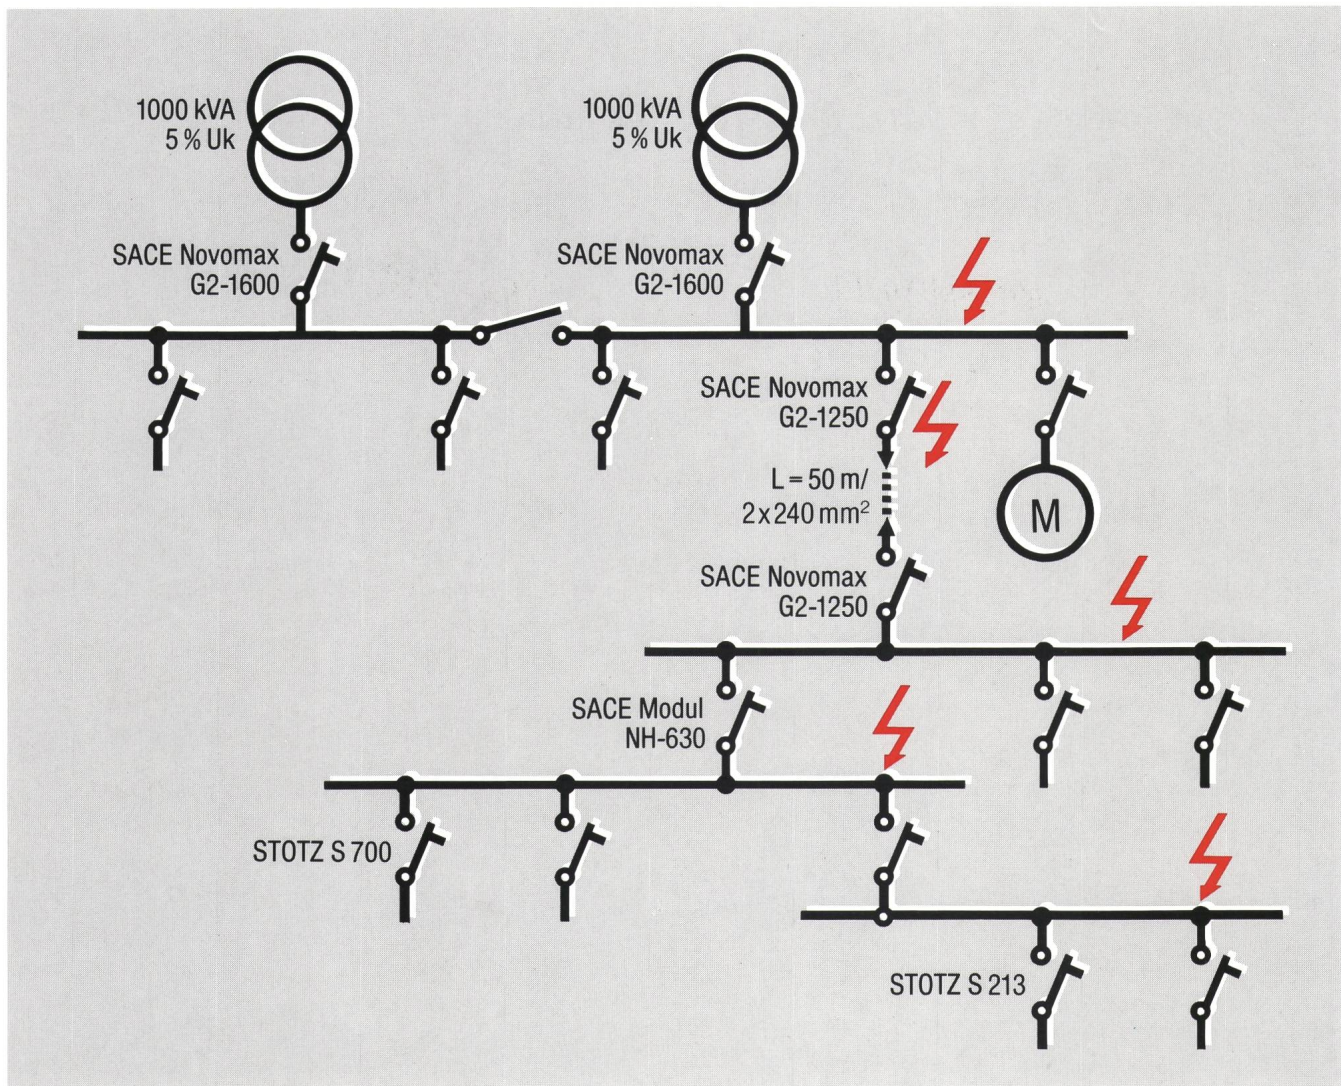 1000 kVA
5 % Uk
1000 kVA
5 % Uk
SACE Novomax
G2-1600
SACE Novomax
G2-1600
SACE Novomax
G2-1250
L = 50 m/
2 x 240 mm²
M
SACE Novomax
G2-1250
SACE Modul
NH-630
STOTZ S 700
STOTZ S 213